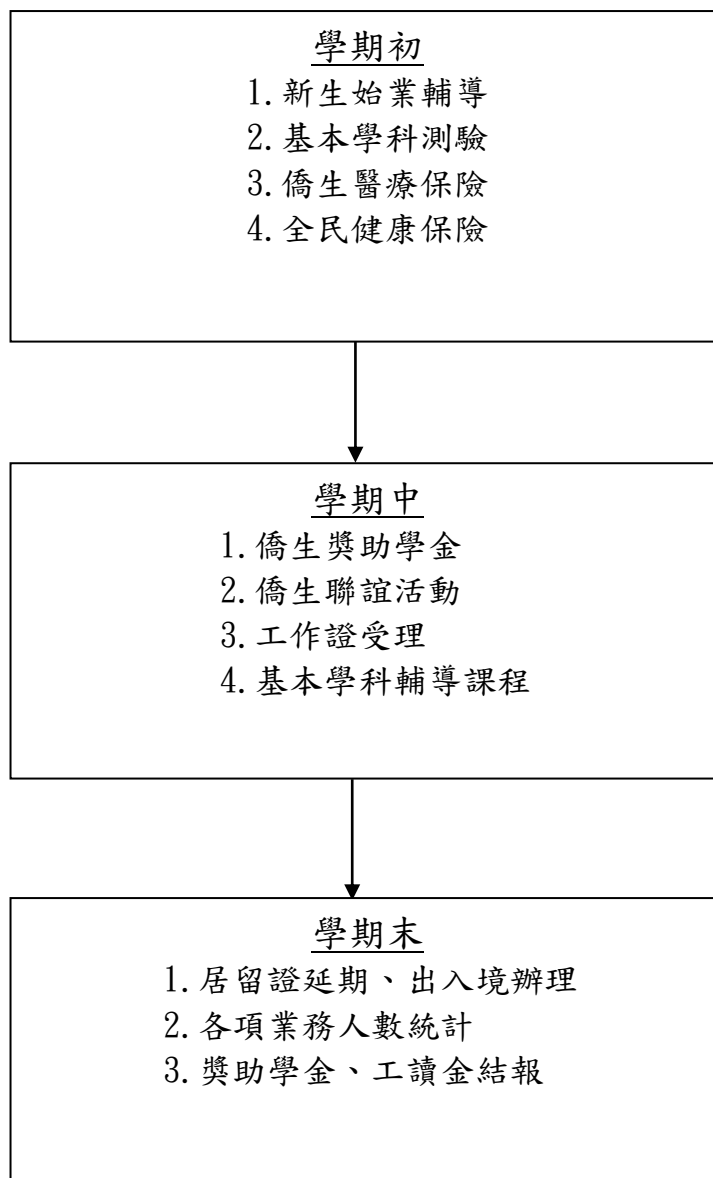 學期初
1.新生始業輔導
2.基本學科測驗
3.僑生醫療保險
4.全民健康保險
學期中
1.僑生獎助學金
2.僑生聯誼活動
3.工作證受理
4.基本學科輔導課程
學期末
1.居留證延期、出入境辦理
2.各項業務人數統計
3.獎助學金、工讀金結報